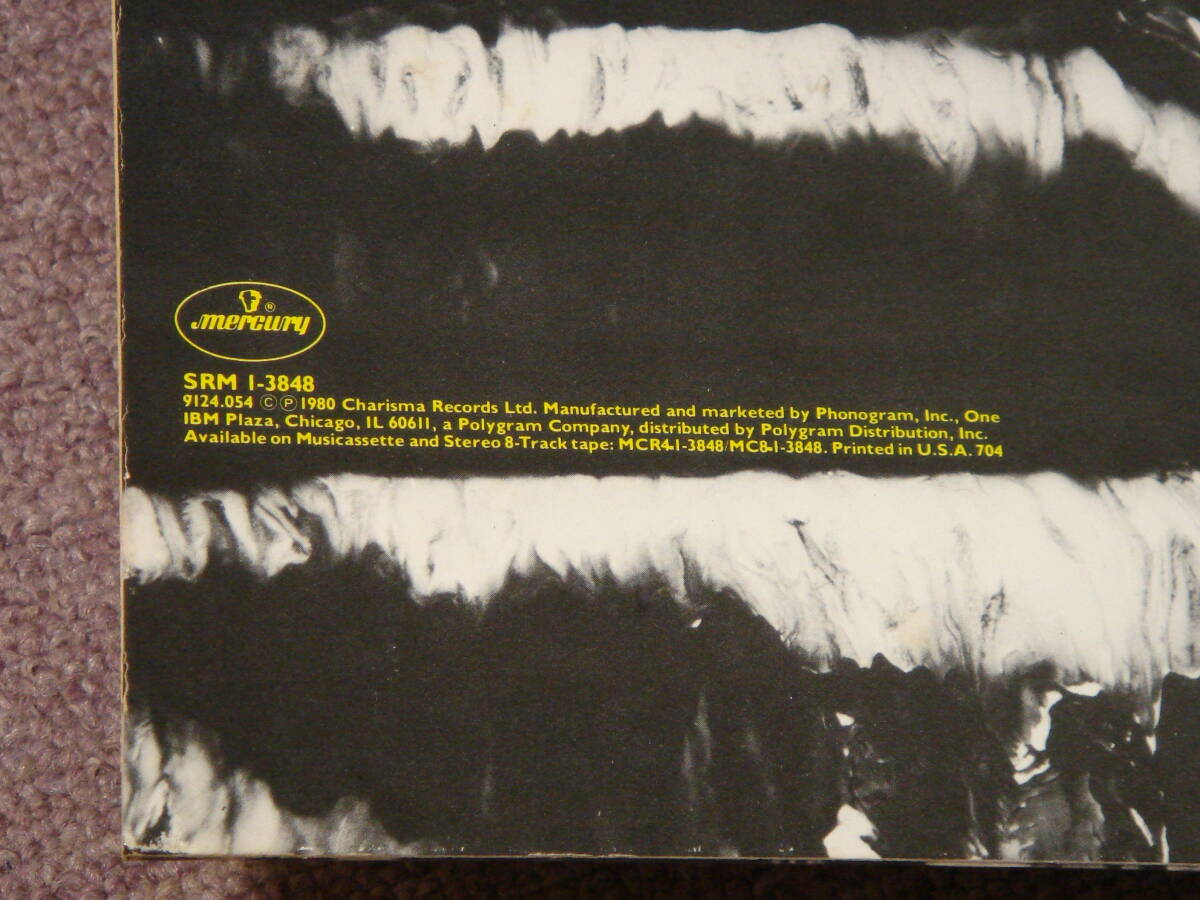 mercury ®
SRM 1-3848
9124.054 ©℗1980 Charisma Records Ltd. Manufactured and marketed by Phonogram, Inc., One
IBM Plaza, Chicago, IL 60611, a Polygram Company, distributed by Polygram Distribution, Inc.
Available on Musicassette and Stereo 8-Track tape: MCR4-1-3848/MC8-1-3848. Printed in U.S.A. 704